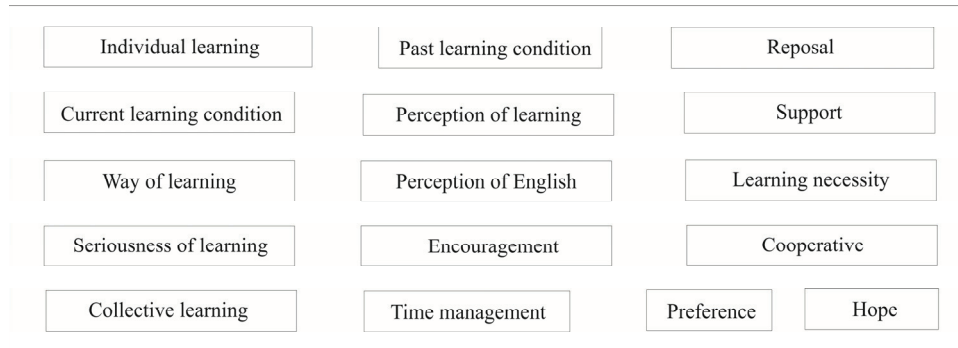 Individual learning
Past learning condition
Reposal
Current learning condition
Perception of learning
Support
Way of learning
Perception of English
Learning necessity
Seriousness of learning
Encouragement
Cooperative
Collective learning
Time management
Preference
Hope